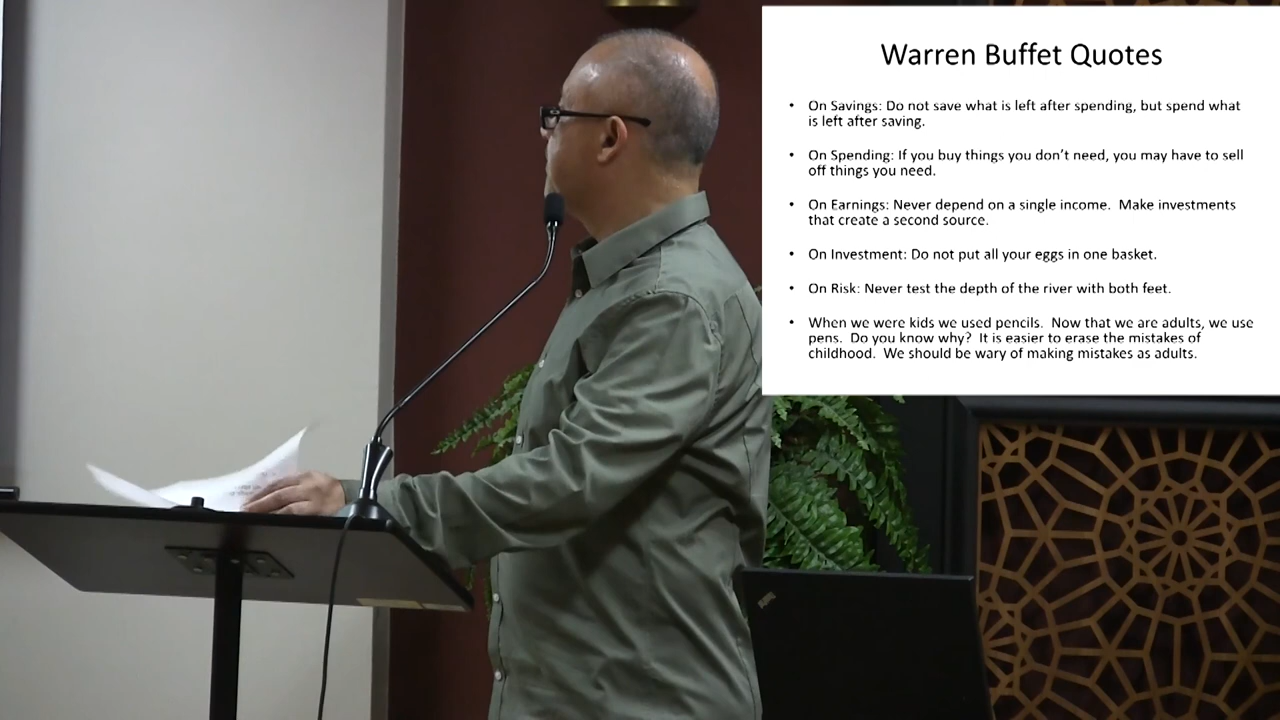 Warren Buffet Quotes
• On Savings: Do not save what is left after spending, but spend what
is left after saving.
• On Spending: If you buy things you don’t need, you may have to sell
off things you need.
• On Earnings: Never depend on a single income. Make investments
that create a second source.
• On Investment: Do not put all your eggs in one basket.
• On Risk: Never test the depth of the river with both feet.
• When we were kids we used pencils. Now that we are adults, we use
pens. Do you know why? It is easier to erase the mistakes of
childhood. We should be wary of making mistakes as adults.